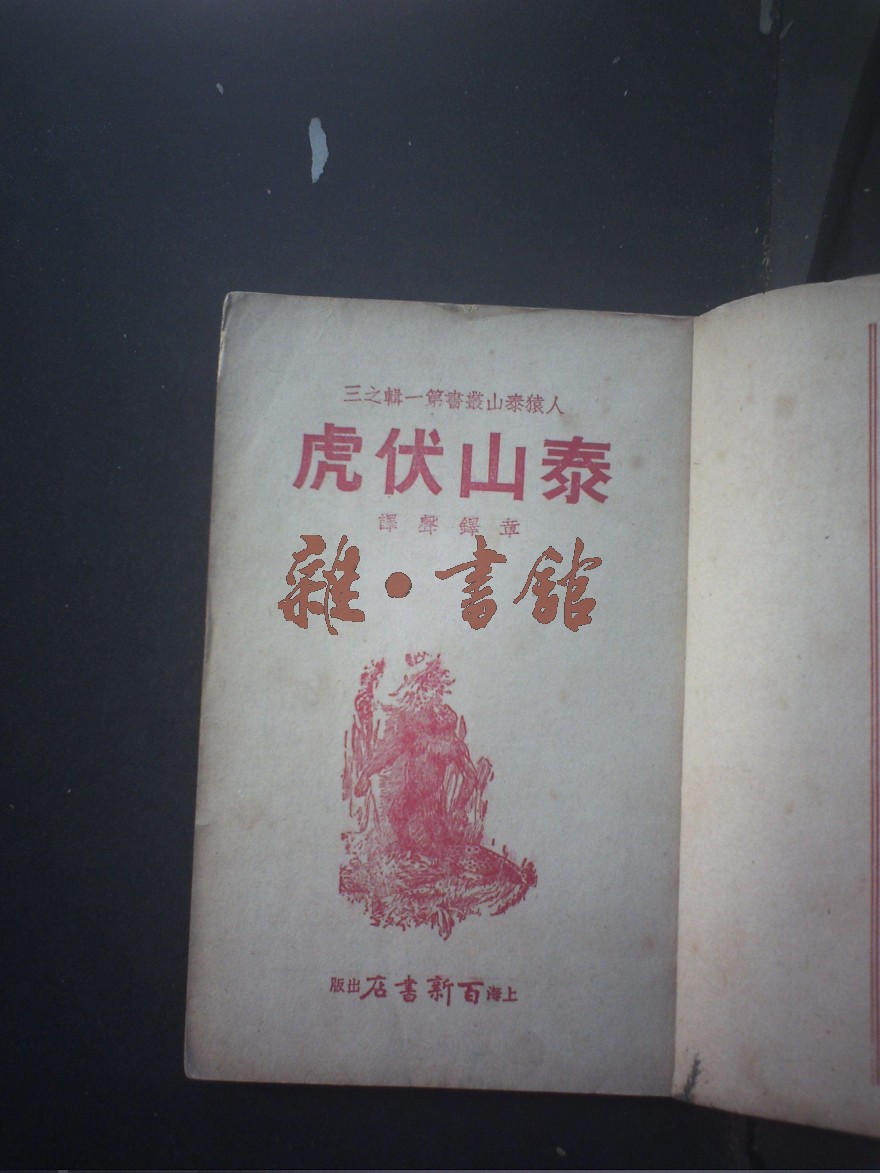 人猿泰山叢書第一輯之三
泰山伏虎
章鐸聲譯
雜·書館
上海百新書店出版